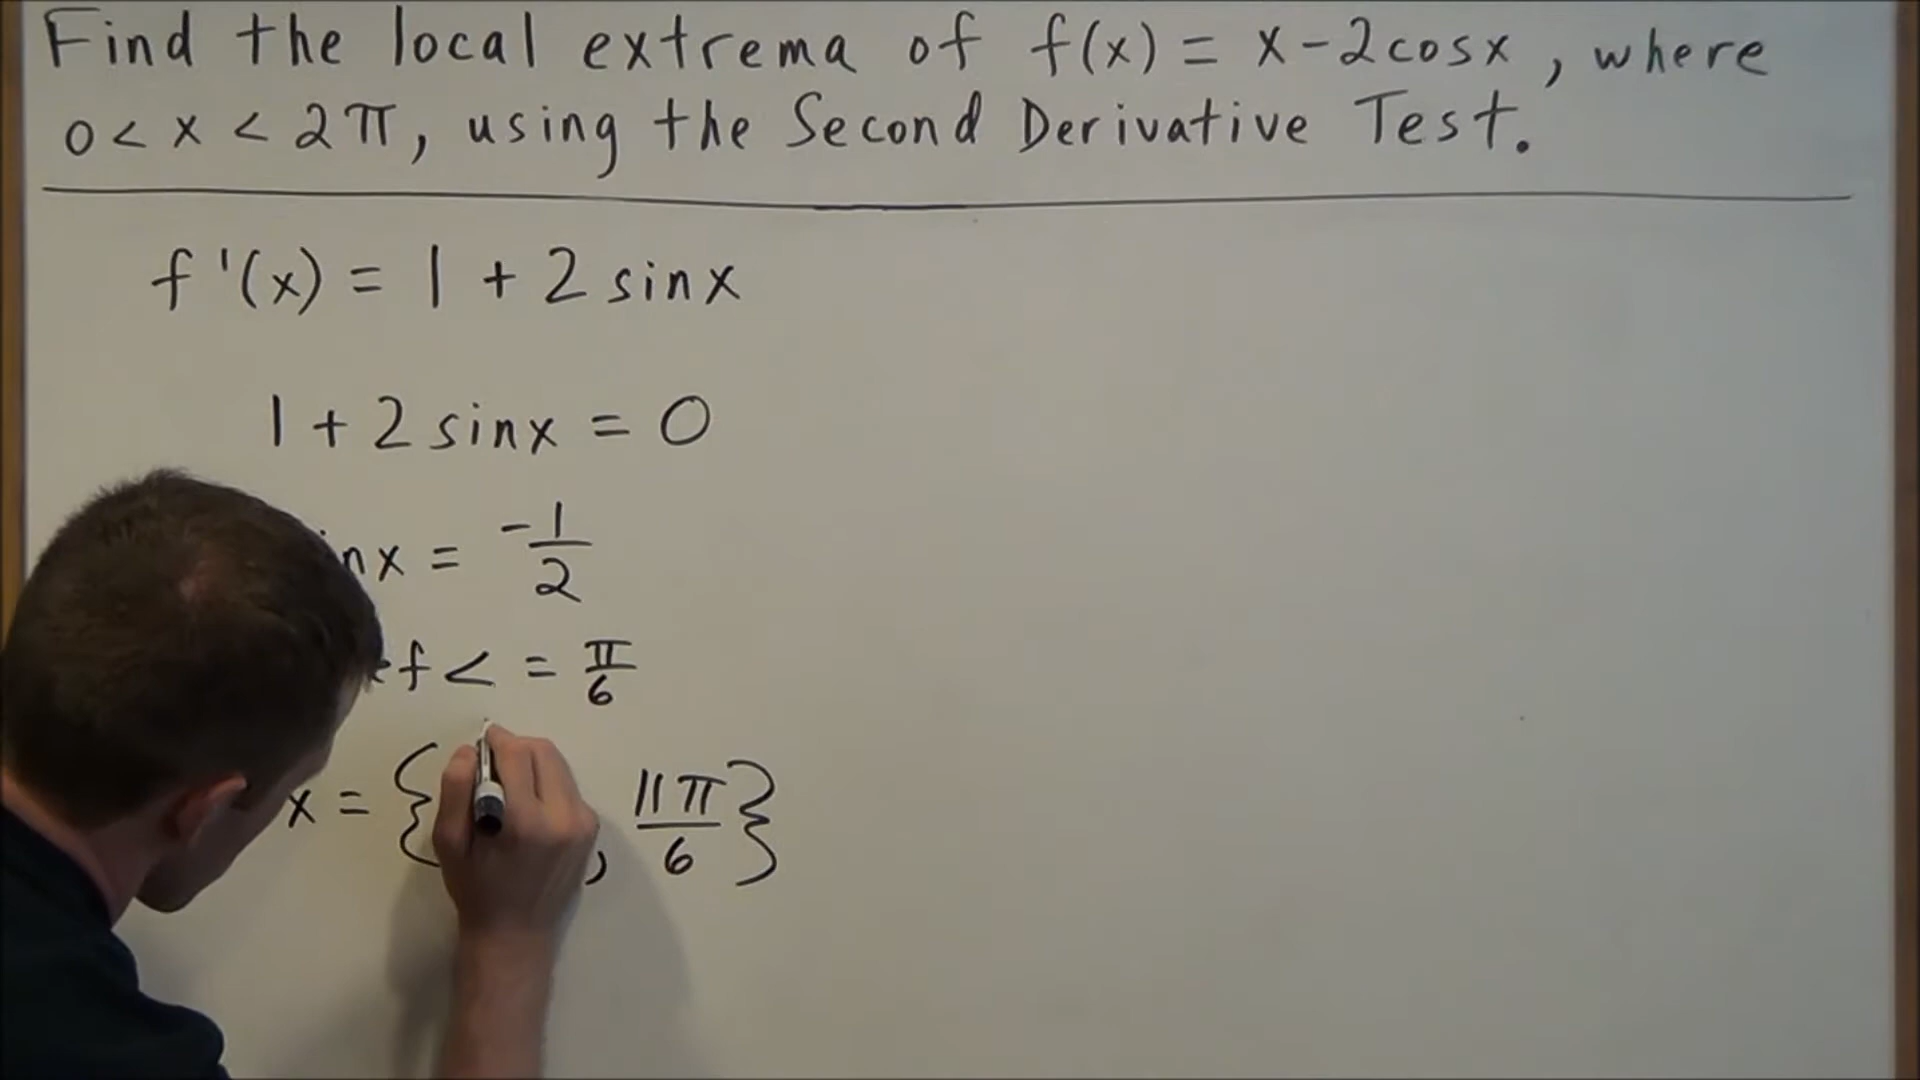 Find the local extrema of f(x) = x - 2cosx, where
0 < x < 2π, using the Second Derivative Test.
f'(x) = 1 + 2 sinx
1 + 2 sinx = 0
nx = -1/2
f < = π/6
x = { , 11π/6 }